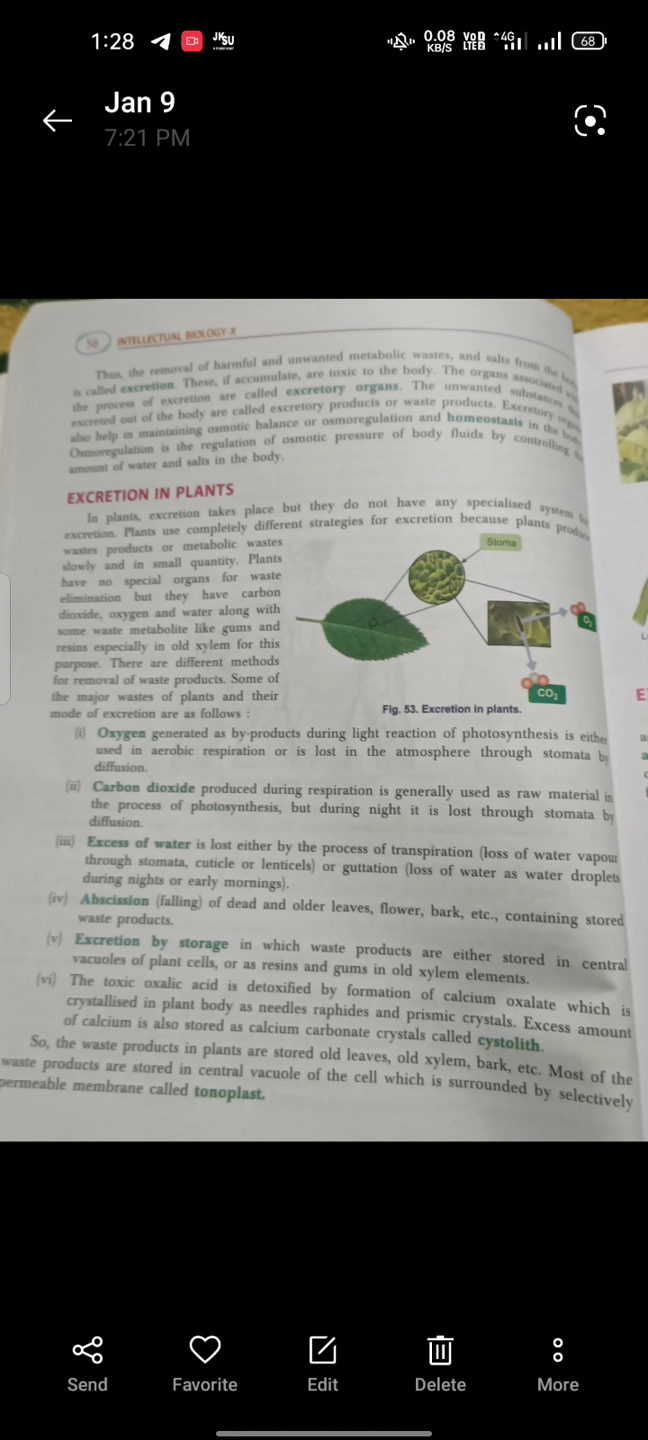 1:28
JK
SU
0.08
KB/S
Vo
LTE 2
4G
68
Jan 9
7:21 PM
56 INTELLECTUAL BIOLOGY-X
Thus, the removal of harmful and unwanted metabolic wastes, and salts from the
is called excretion. These, if accumulate, are toxic to the body. The organs associated
the process of excretion are called excretory organs. The unwanted substances
excreted out of the body are called excretory products or waste products. Excretory
also help in maintaining osmotic balance or osmoregulation and homeostasis in the
Osmoregulation is the regulation of osmotic pressure of body fluids by controlling
amount of water and salts in the body.
EXCRETION IN PLANTS
In plants, excretion takes place but they do not have any specialised system
excretion. Plants use completely different strategies for excretion because plants
wastes products or metabolic wastes
slowly and in small quantity. Plants
have no special organs for waste
elimination but they have carbon
dioxide, oxygen and water along with
some waste metabolite like gums and
resins especially in old xylem for this
purpose. There are different methods
for removal of waste products. Some of
the major wastes of plants and their
mode of excretion are as follows :
Stoma
O2
CO2
Fig. 53. Excretion in plants.
(i) Oxygen generated as by-products during light reaction of photosynthesis is either
used in aerobic respiration or is lost in the atmosphere through stomata by
diffusion.
(ii) Carbon dioxide produced during respiration is generally used as raw material in
the process of photosynthesis, but during night it is lost through stomata by
diffusion.
(iii) Excess of water is lost either by the process of transpiration (loss of water vapour
through stomata, cuticle or lenticels) or guttation (loss of water as water droplets
during nights or early mornings).
(iv) Abscission (falling) of dead and older leaves, flower, bark, etc., containing stored
waste products.
(v) Excretion by storage in which waste products are either stored in central
vacuoles of plant cells, or as resins and gums in old xylem elements.
(vi) The toxic oxalic acid is detoxified by formation of calcium oxalate which is
crystallised in plant body as needles raphides and prismic crystals. Excess amount
of calcium is also stored as calcium carbonate crystals called cystolith.
So, the waste products in plants are stored old leaves, old xylem, bark, etc. Most of the
waste products are stored in central vacuole of the cell which is surrounded by selectively
permeable membrane called tonoplast.
Send
Favorite
Edit
Delete
More